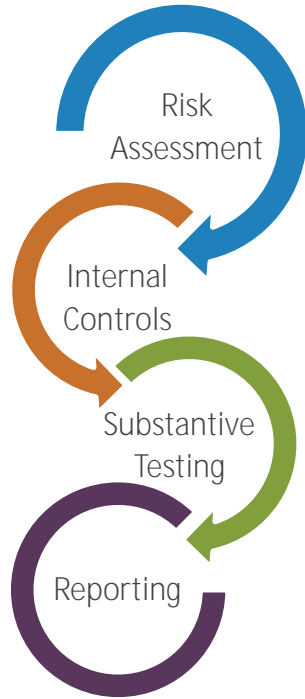 Risk
Assessment
Internal
Controls
Substantive
Testing
Reporting